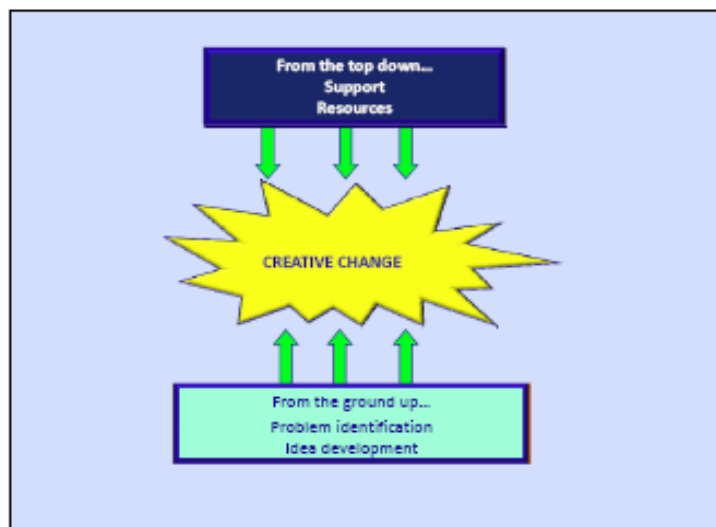 From the top down...
Support
Resources
CREATIVE CHANGE
From the ground up...
Problem identification
Idea development